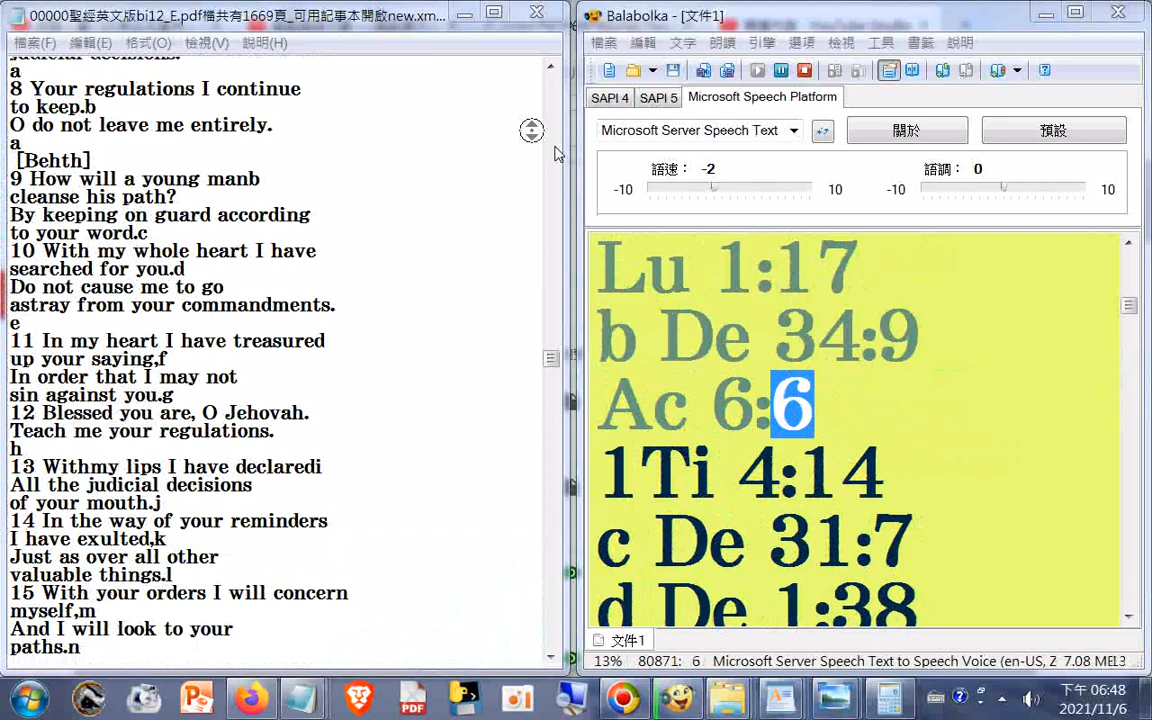 00000聖經英文版bi12_E.pdf檔共有1669頁_可用記事本開啟new.xm...
檔案(F) 編輯(E) 格式(O) 檢視(V) 說明(H)
a
8 Your regulations I continue
to keep.b
O do not leave me entirely.
a
[Behth]
9 How will a young manb
cleanse his path?
By keeping on guard according
to your word.c
10 With my whole heart I have
searched for you.d
Do not cause me to go
astray from your commandments.
e
11 In my heart I have treasured
up your saying,f
In order that I may not
sin against you.g
12 Blessed you are, O Jehovah.
Teach me your regulations.
h
13 Withmy lips I have declaredi
All the judicial decisions
of your mouth.j
14 In the way of your reminders
I have exulted,k
Just as over all other
valuable things.l
15 With your orders I will concern
myself,m
And I will look to your
paths.n
Balabolka - [文件1]
檔案 編輯 文字 朗讀 引擎 選項 檢視 工具 書籤 說明
SAPI 4 SAPI 5 Microsoft Speech Platform
Microsoft Server Speech Text 關於 預設
語速: -2 語調: 0
-10 10 -10 10
Lu 1:17
b De 34:9
Ac 6:6
1Ti 4:14
c De 31:7
d De 1:38
文件1
13% 80871: 6 Microsoft Server Speech Text to Speech Voice (en-US, Z 7.08 ME
PDF
下午 06:48
2021/11/6